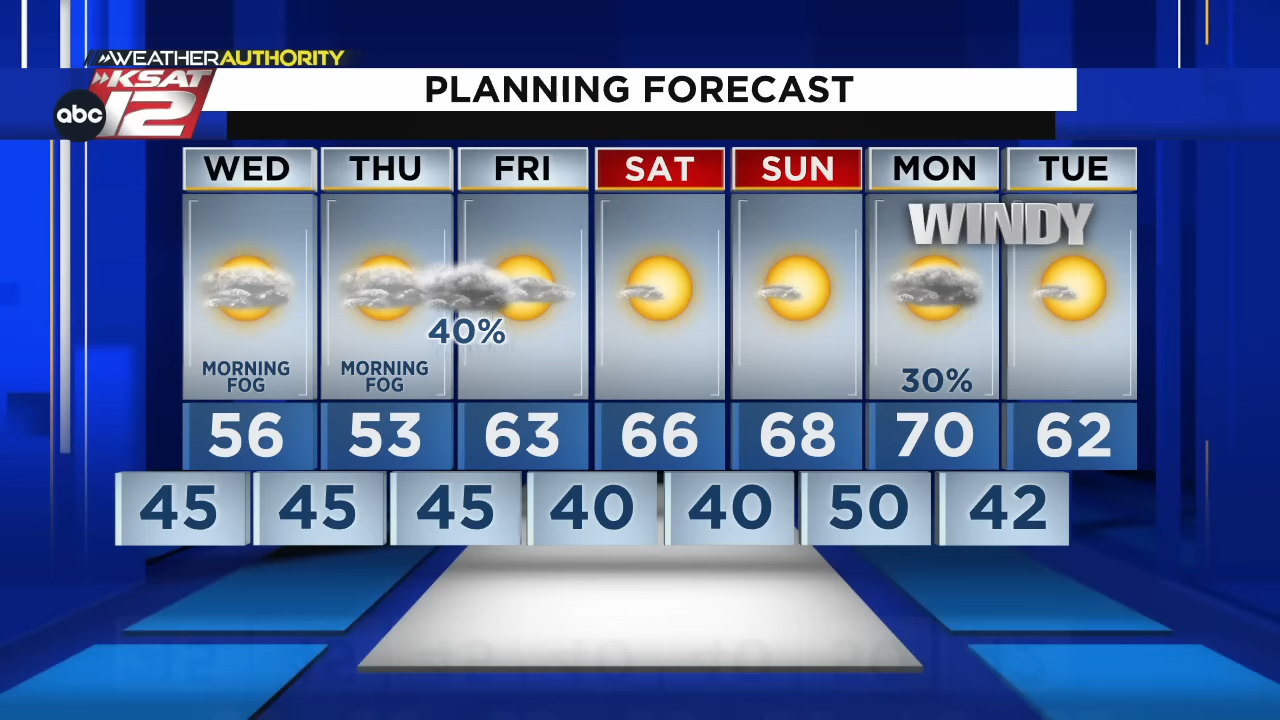 WEATHERAUTHORITY
KSAT
abc 12
PLANNING FORECAST
WED THU FRI SAT SUN MON TUE
WINDY
40%
MORNING MORNING
FOG FOG 30%
56 53 63 66 68 70 62
45 45 45 40 40 50 42